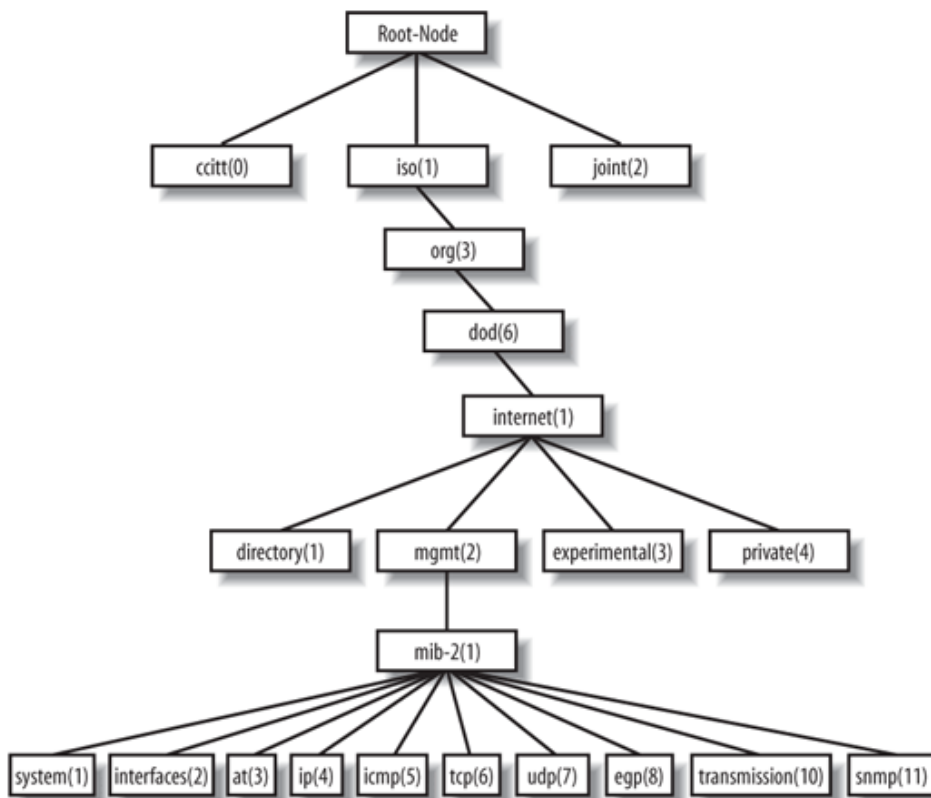 Root-Node
ccitt(0) iso(1) joint(2)
org(3)
dod(6)
internet(1)
directory(1) mgmt(2) experimental(3) private(4)
mib-2(1)
system(1) interfaces(2) at(3) ip(4) icmp(5) tcp(6) udp(7) egp(8) transmission(10) snmp(11)